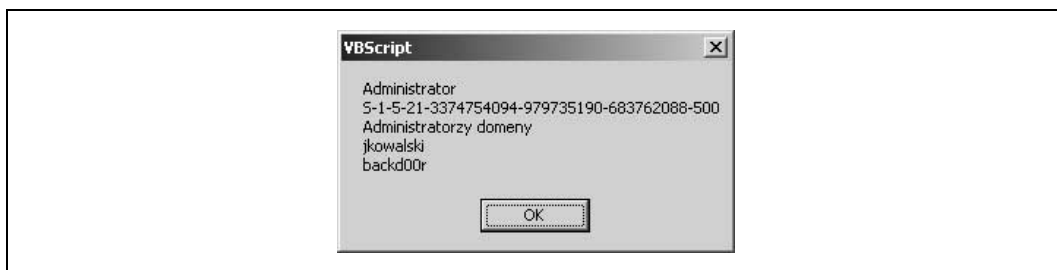 VBScript
Administrator
S-1-5-21-3374754094-979735190-683762088-500
Administratorzy domeny
jkowalski
backd00r
OK